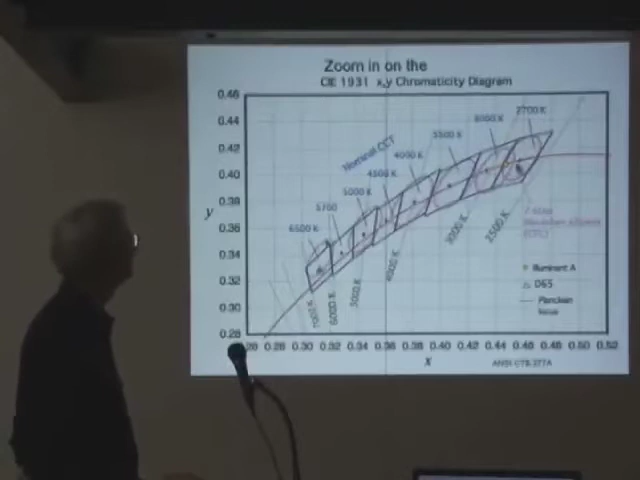 Zoom in on the
CIE 1931 x,y Chromaticity Diagram
0.46
0.44
0.42
0.40
0.38
0.36
0.34
0.32
0.30
0.28
y
Nominal CCT
2700 K
3500 K
4000 K
4500 K
5000 K
5700
6500 K
7000 K
6000 K
5000 K
4000 K
3000 K
2500 K
7-step
MacAdam ellipses
Illuminant A
D65
Planckian
locus
0.28 0.30 0.32 0.34 0.36 0.38 0.40 0.42 0.44 0.46 0.48 0.50 0.52
x
ANSI C78.377A